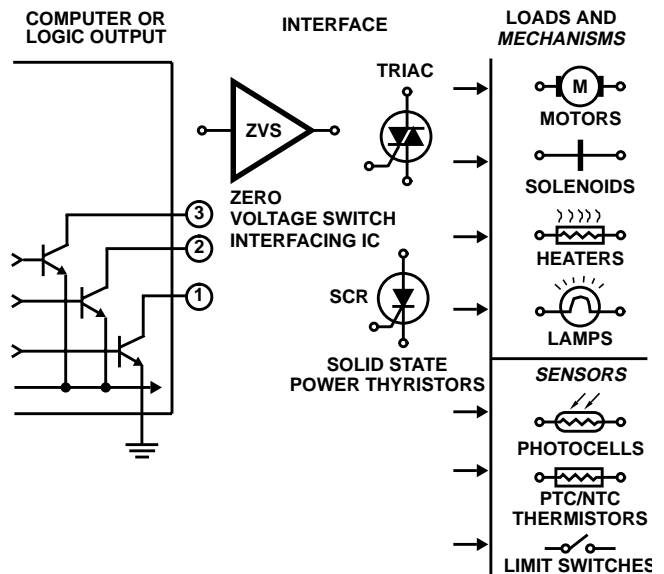 COMPUTER OR
LOGIC OUTPUT
3
2
1
INTERFACE
ZVS
ZERO
VOLTAGE SWITCH
INTERFACING IC
TRIAC
SCR
SOLID STATE
POWER THYRISTORS
LOADS AND
MECHANISMS
M
MOTORS
SOLENOIDS
HEATERS
LAMPS
SENSORS
PHOTOCELLS
PTC/NTC
THERMISTORS
LIMIT SWITCHES